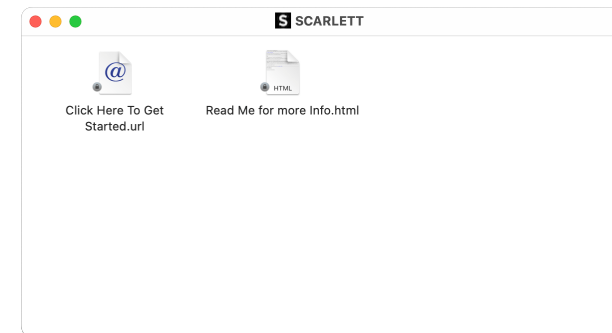 S SCARLETT
@
HTML
Click Here To Get
Started.url
Read Me for more Info.html